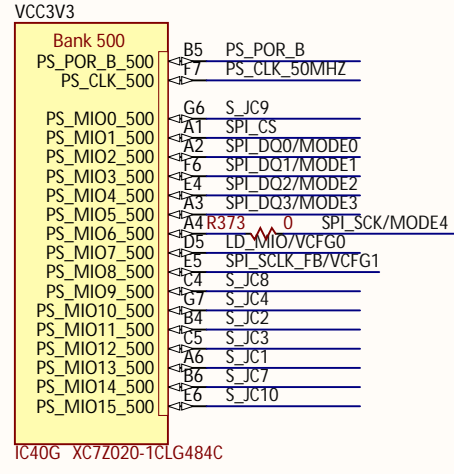 VCC3V3
Bank 500
PS_POR_B_500 B5 PS_POR_B
PS_CLK_500 F7 PS_CLK_50MHZ
PS_MIO0_500 G6 S_JC9
PS_MIO1_500 A1 SPI_CS
PS_MIO2_500 A2 SPI_DQ0/MODE0
PS_MIO3_500 F6 SPI_DQ1/MODE1
PS_MIO4_500 E4 SPI_DQ2/MODE2
PS_MIO5_500 A3 SPI_DQ3/MODE3
PS_MIO6_500 A4 R373 0 SPI_SCK/MODE4
PS_MIO7_500 D5 LD_MIO/VCFG0
PS_MIO8_500 E5 SPI_SCLK_FB/VCFG1
PS_MIO9_500 C4 S_JC8
PS_MIO10_500 G7 S_JC4
PS_MIO11_500 B4 S_JC2
PS_MIO12_500 C5 S_JC3
PS_MIO13_500 A6 S_JC1
PS_MIO14_500 B6 S_JC7
PS_MIO15_500 E6 S_JC10
IC40G XC7Z020-1CLG484C